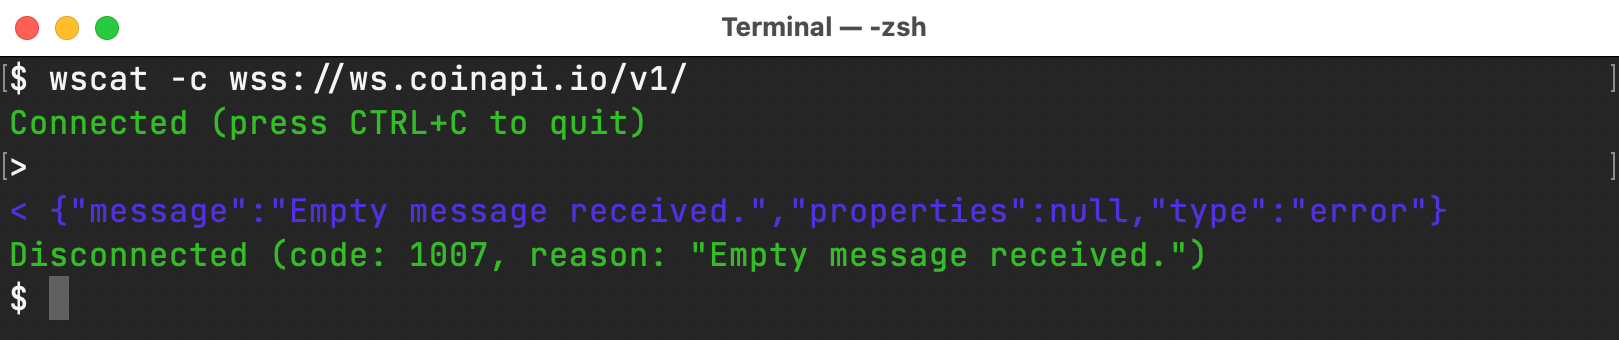 Terminal — -zsh
$ wscat -c wss://ws.coinapi.io/v1/
Connected (press CTRL+C to quit)
>
< {"message":"Empty message received.","properties":null,"type":"error"}
Disconnected (code: 1007, reason: "Empty message received.")
$